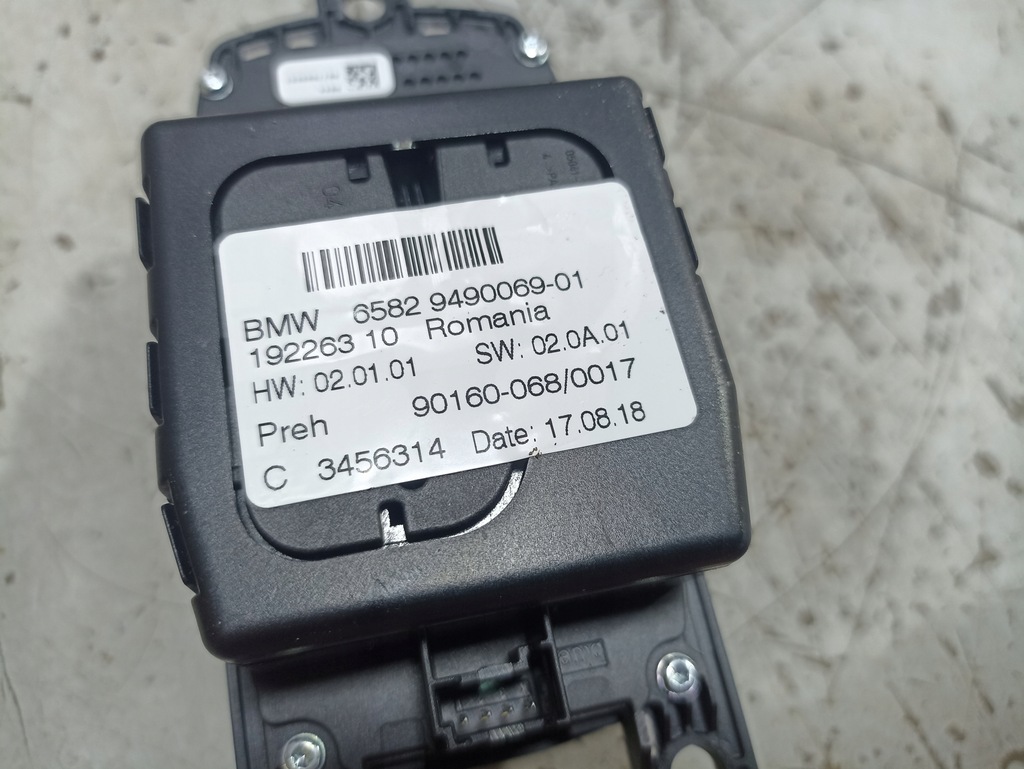 BMW 6582 9490069-01
192263 10 Romania
HW: 02.01.01 SW: 02.0A.01
Preh 90160-068/0017
C 3456314 Date: 17.08.18